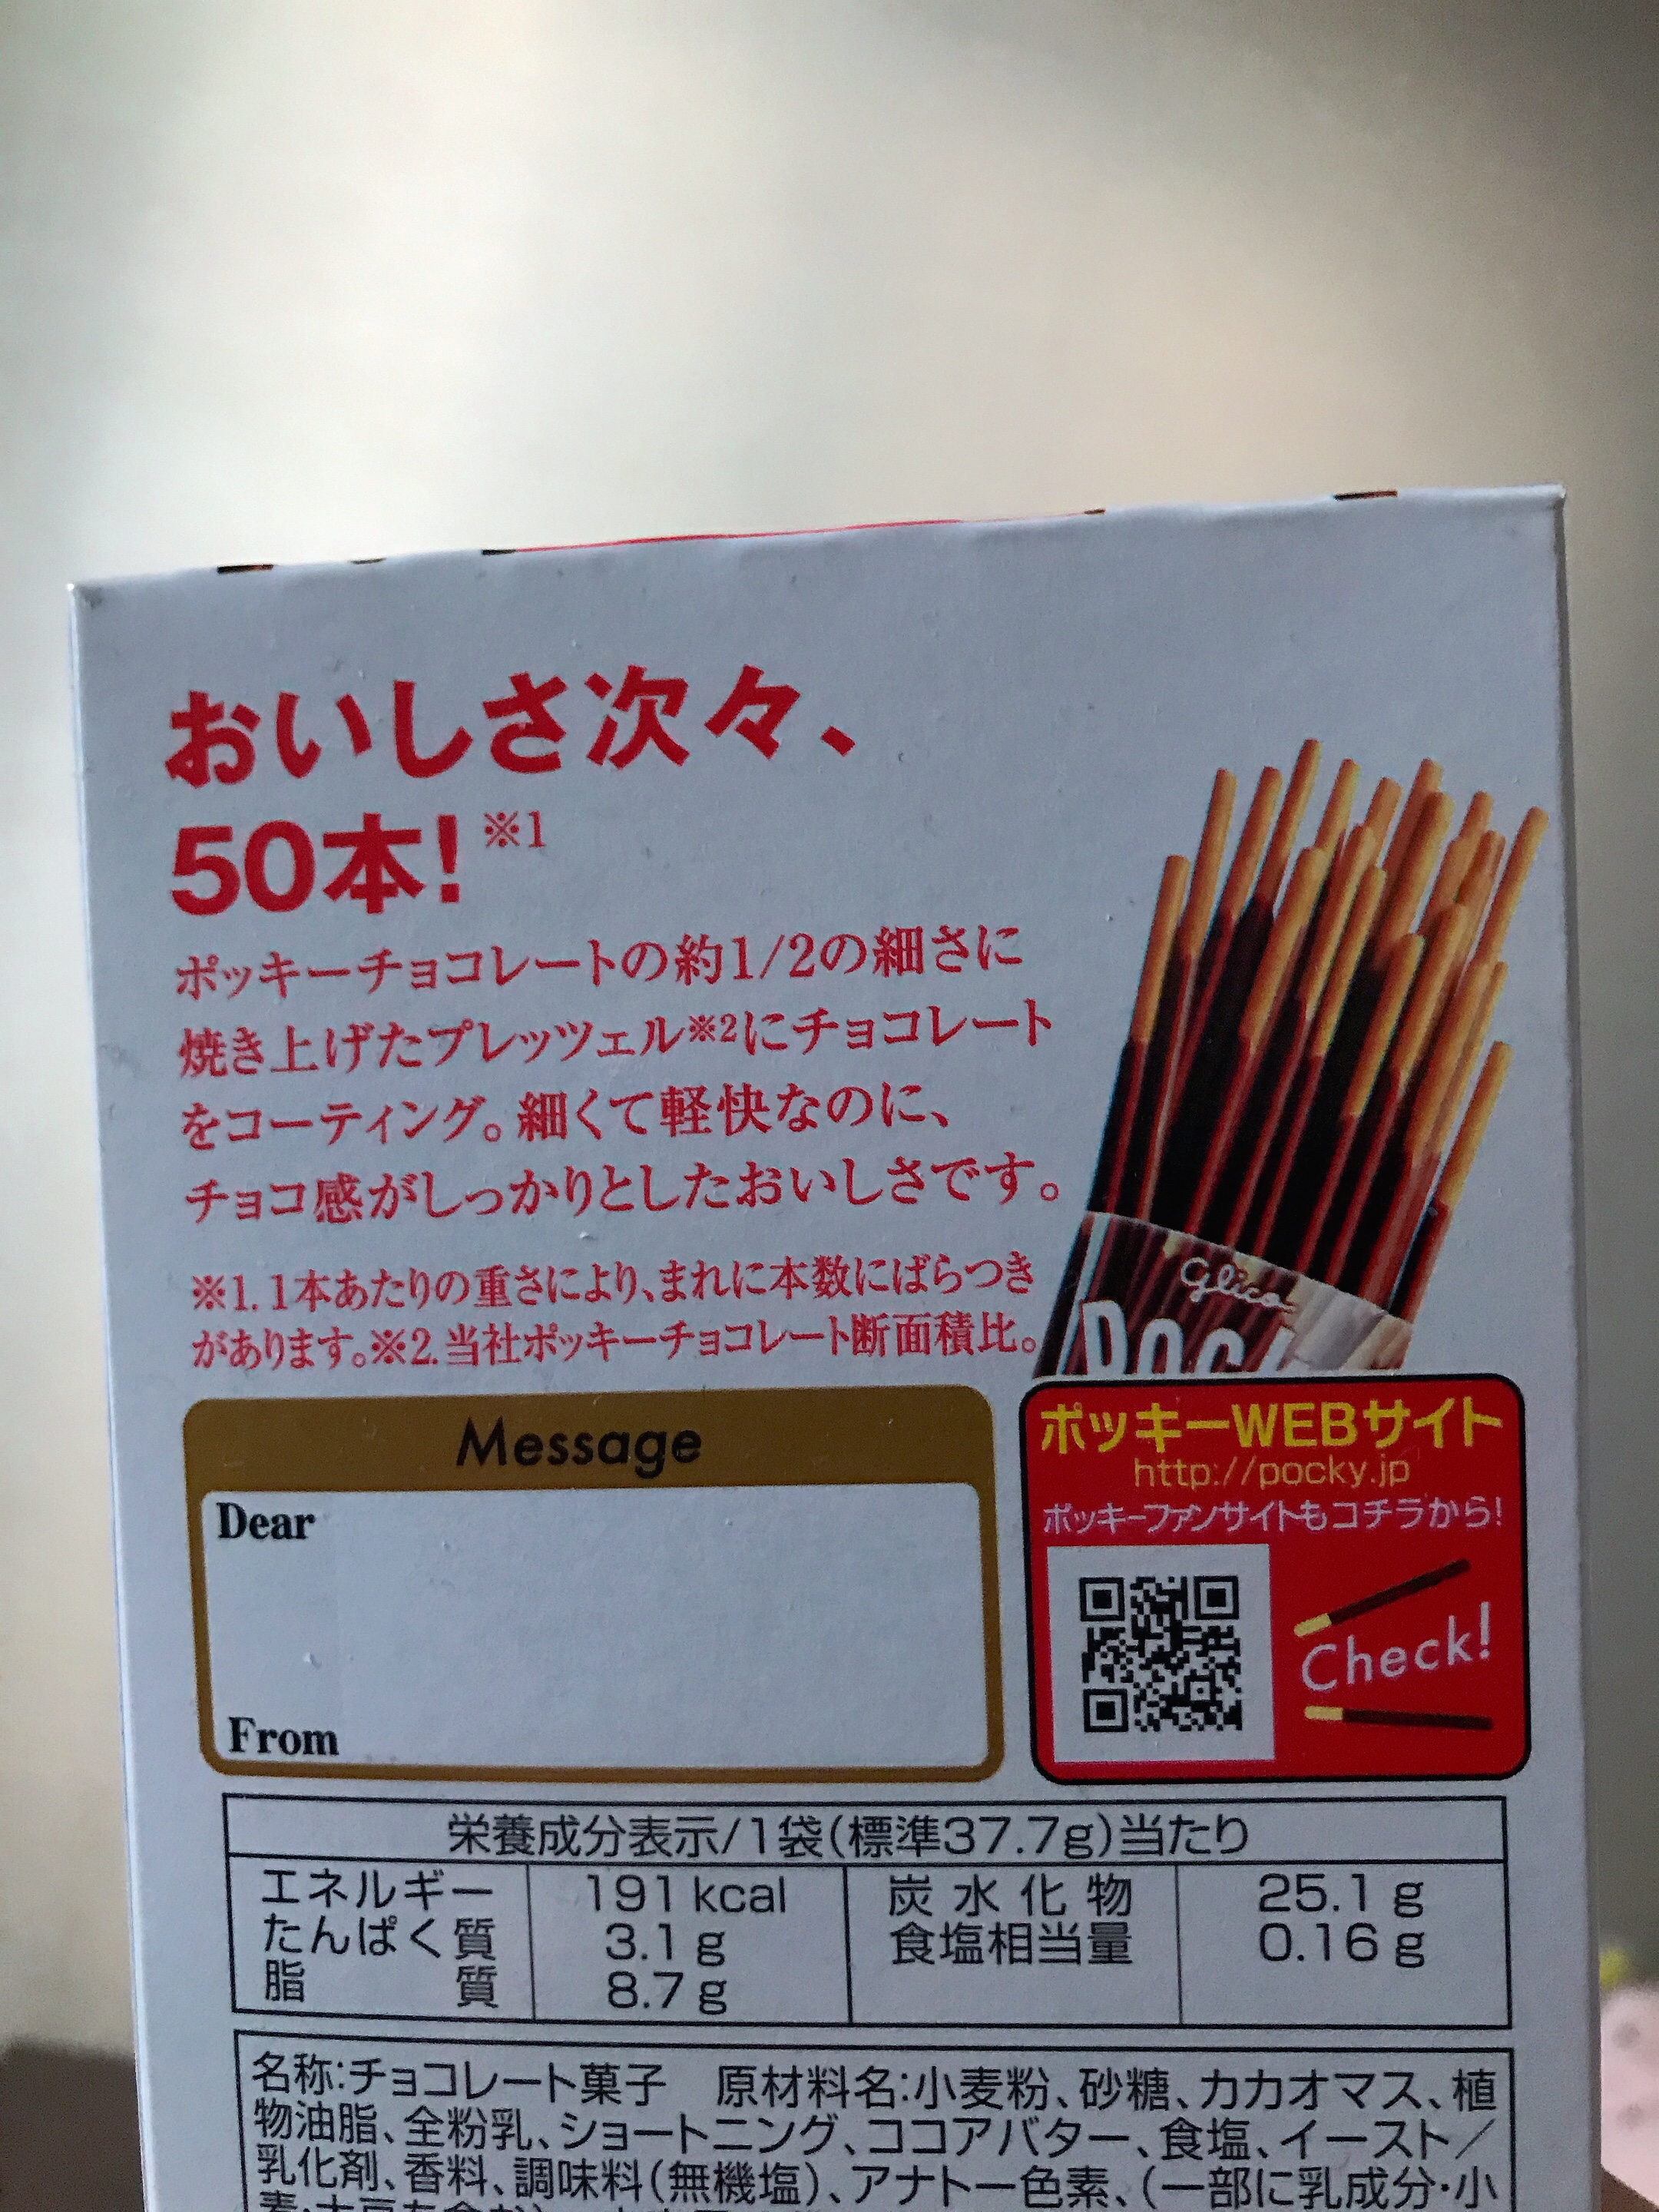 おいしさ次々、
50本!※1
ポッキーチョコレートの約1/2の細さに
焼き上げたプレッツェル※2にチョコレート
をコーティング。細くて軽快なのに、
チョコ感がしっかりとしたおいしさです。
※1. 1本あたりの重さにより、まれに本数にばらつき
があります。※2. 当社ポッキーチョコレート断面積比。
Glico
Message
Dear
From
ポッキーWEBサイト
http://pocky.jp
ポッキーファンサイトもコチラから!
Check!
栄養成分表示/1袋(標準37.7g)当たり
エネルギー 191 kcal 炭水化物 25.1 g
たんぱく質 3.1 g 食塩相当量 0.16 g
脂質 8.7 g
名称:チョコレート菓子 原材料名:小麦粉、砂糖、カカオマス、植
物油脂、全粉乳、ショートニング、ココアバター、食塩、イースト/
乳化剤、香料、調味料(無機塩)、アナトー色素、(一部に乳成分・小